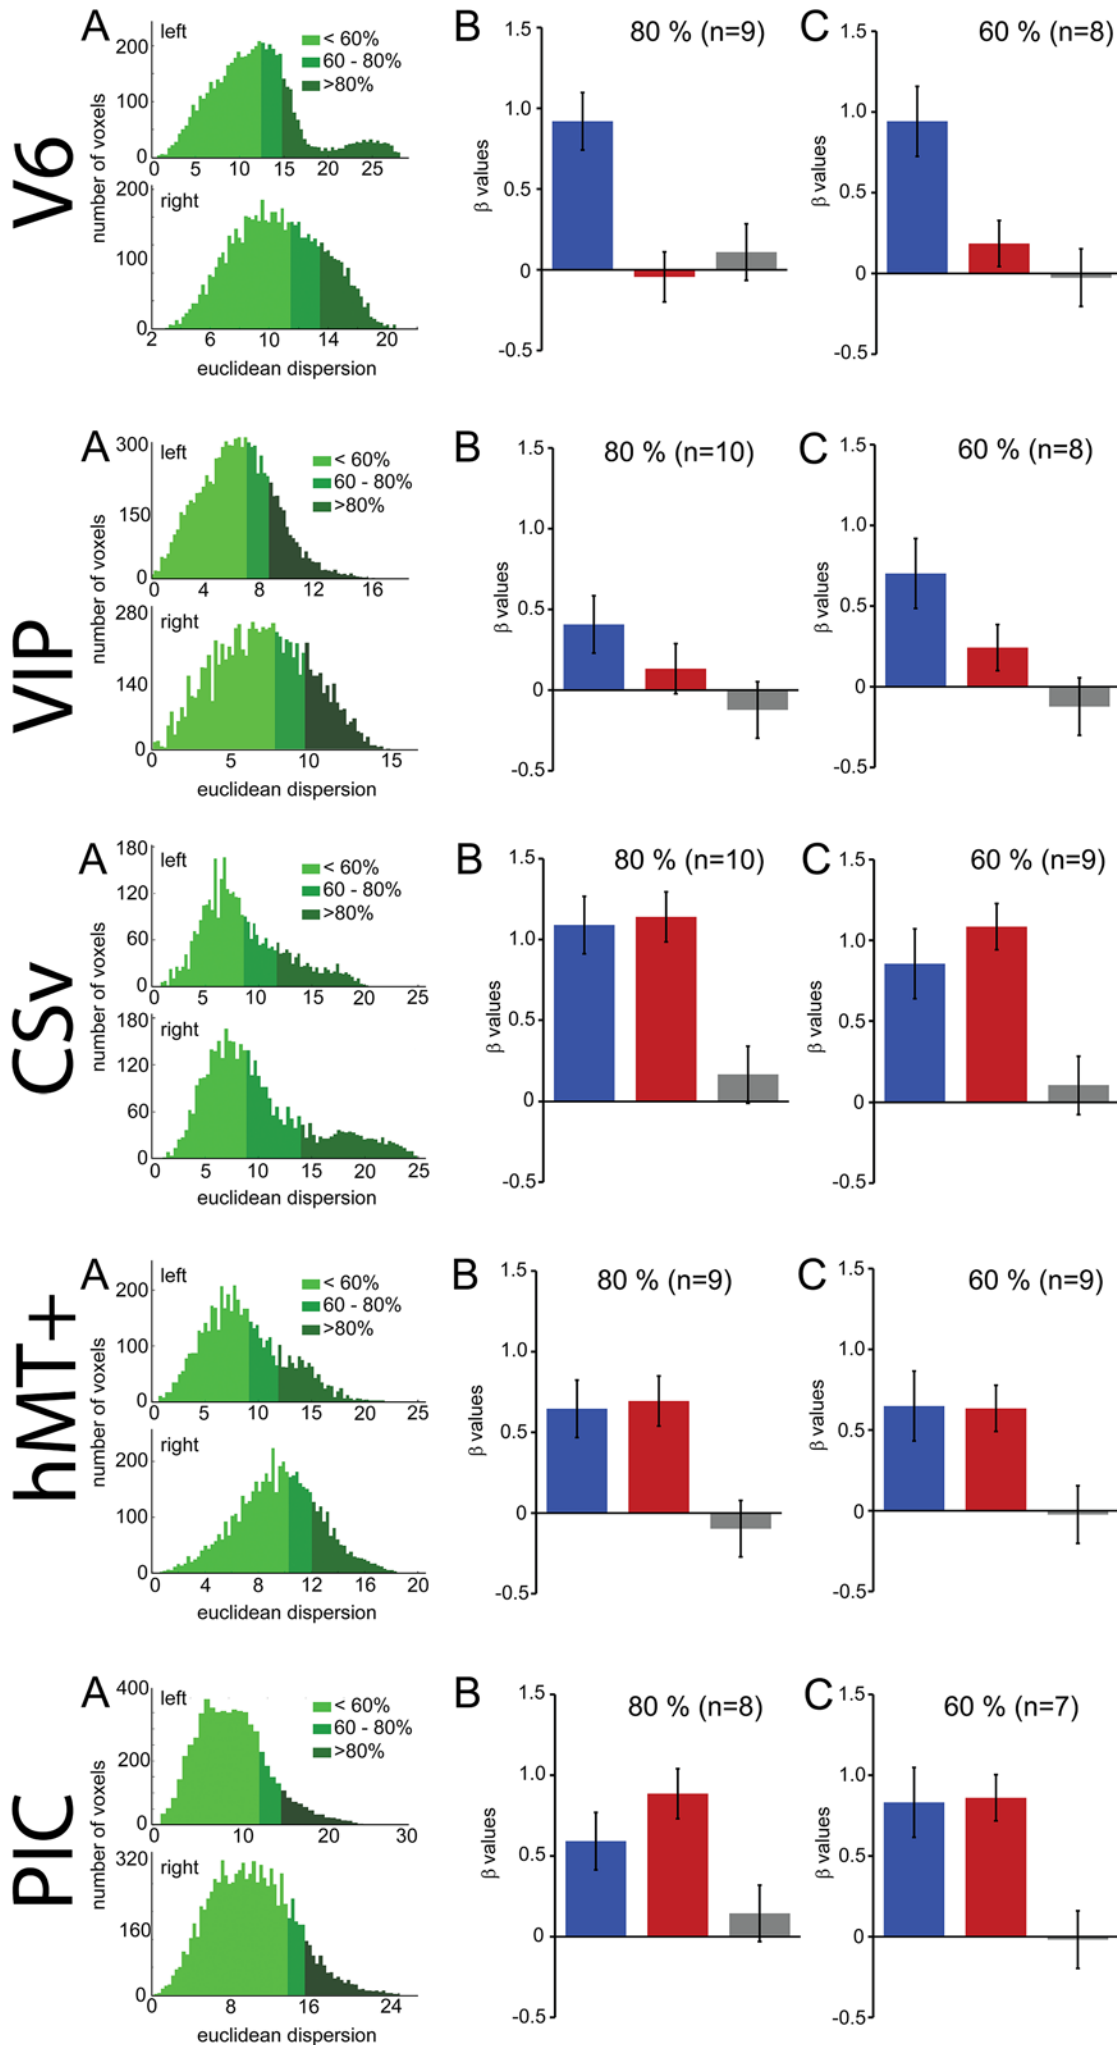 V6
A
left
< 60%
60 - 80%
>80%
200
100
0
0 5 10 15 20 25
right
200
100
0
2 6 10 14 20
number of voxels
euclidean dispersion
B
80 % (n=9)
1.5
1.0
0.5
0
-0.5
β values
C
60 % (n=8)
1.5
1.0
0.5
0
-0.5
β values
VIP
A
left
< 60%
60 - 80%
>80%
300
150
0
0 4 8 12 16
right
280
140
0
0 5 10 15
number of voxels
euclidean dispersion
B
80 % (n=10)
1.5
1.0
0.5
0
-0.5
β values
C
60 % (n=8)
1.5
1.0
0.5
0
-0.5
β values
CSv
A
left
< 60%
60 - 80%
>80%
180
120
60
0
0 5 10 15 20 25
right
180
120
60
0
0 5 10 15 20 25
number of voxels
euclidean dispersion
B
80 % (n=10)
1.5
1.0
0.5
0
-0.5
β values
C
60 % (n=9)
1.5
1.0
0.5
0
-0.5
β values
hMT+
A
left
< 60%
60 - 80%
>80%
200
100
0
0 5 10 15 20 25
right
200
100
0
0 4 8 12 16 20
number of voxels
euclidean dispersion
B
80 % (n=9)
1.5
1.0
0.5
0
-0.5
β values
C
60 % (n=9)
1.5
1.0
0.5
0
-0.5
β values
PIC
A
left
< 60%
60 - 80%
>80%
400
200
0
0 10 20 30
right
320
160
0
0 8 16 24
number of voxels
euclidean dispersion
B
80 % (n=8)
1.5
1.0
0.5
0
-0.5
β values
C
60 % (n=7)
1.5
1.0
0.5
0
-0.5
β values